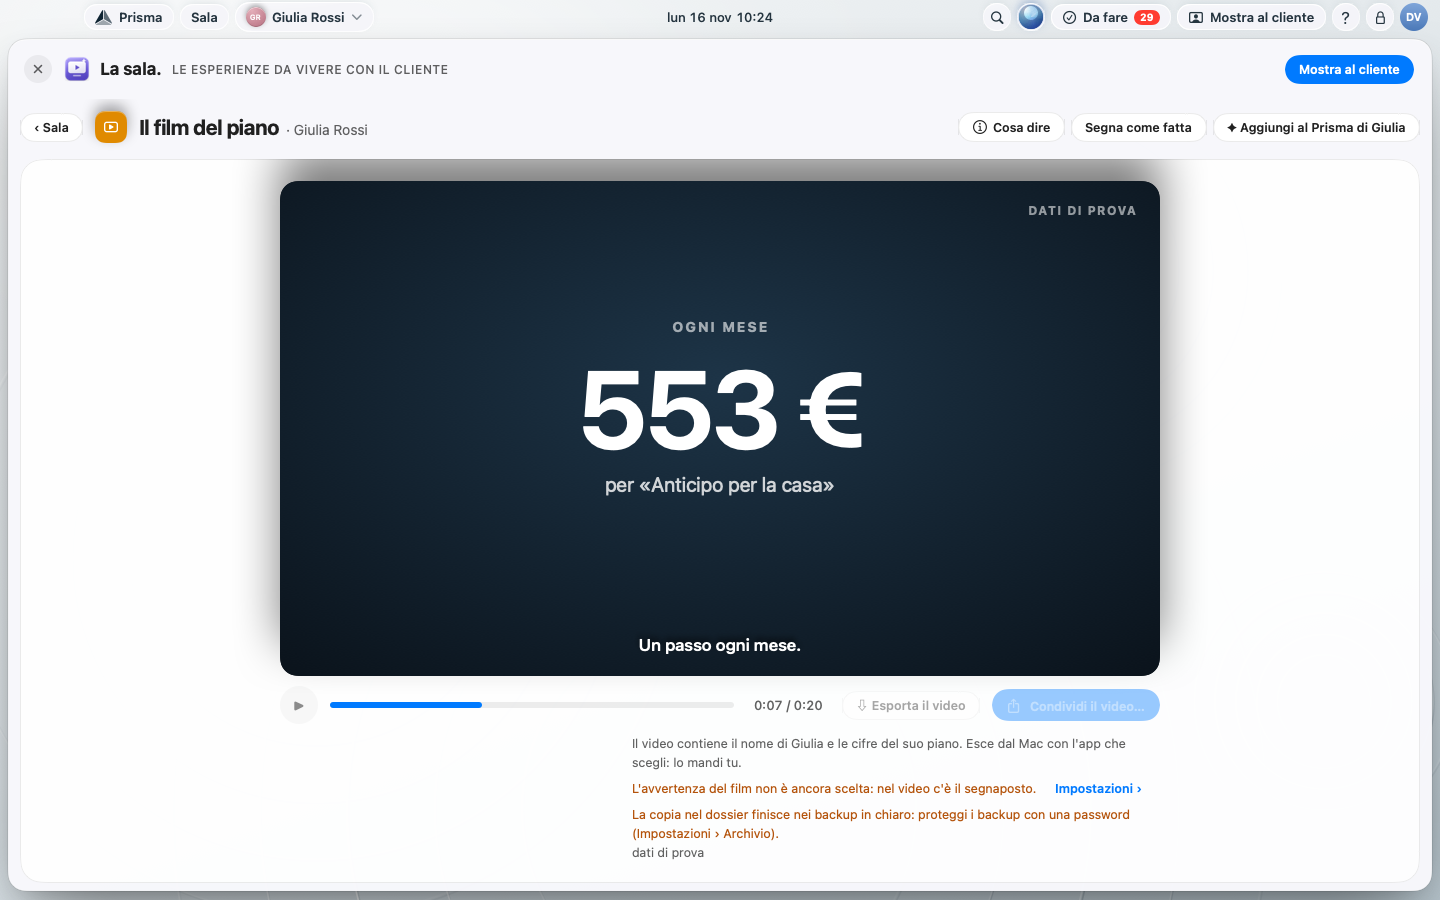 Prisma
Sala
GR Giulia Rossi
lun 16 nov 10:24
Da fare 29
Mostra al cliente
?
DV
La sala. LE ESPERIENZE DA VIVERE CON IL CLIENTE
Mostra al cliente
‹ Sala
Il film del piano · Giulia Rossi
Cosa dire
Segna come fatta
Aggiungi al Prisma di Giulia
DATI DI PROVA
OGNI MESE
553 €
per «Anticipo per la casa»
Un passo ogni mese.
0:07 / 0:20
Esporta il video
Condividi il video...
Il video contiene il nome di Giulia e le cifre del suo piano. Esce dal Mac con l'app che
scegli: lo mandi tu.
L'avvertenza del film non è ancora scelta: nel video c'è il segnaposto. Impostazioni ›
La copia nel dossier finisce nei backup in chiaro: proteggi i backup con una password
(Impostazioni › Archivio).
dati di prova